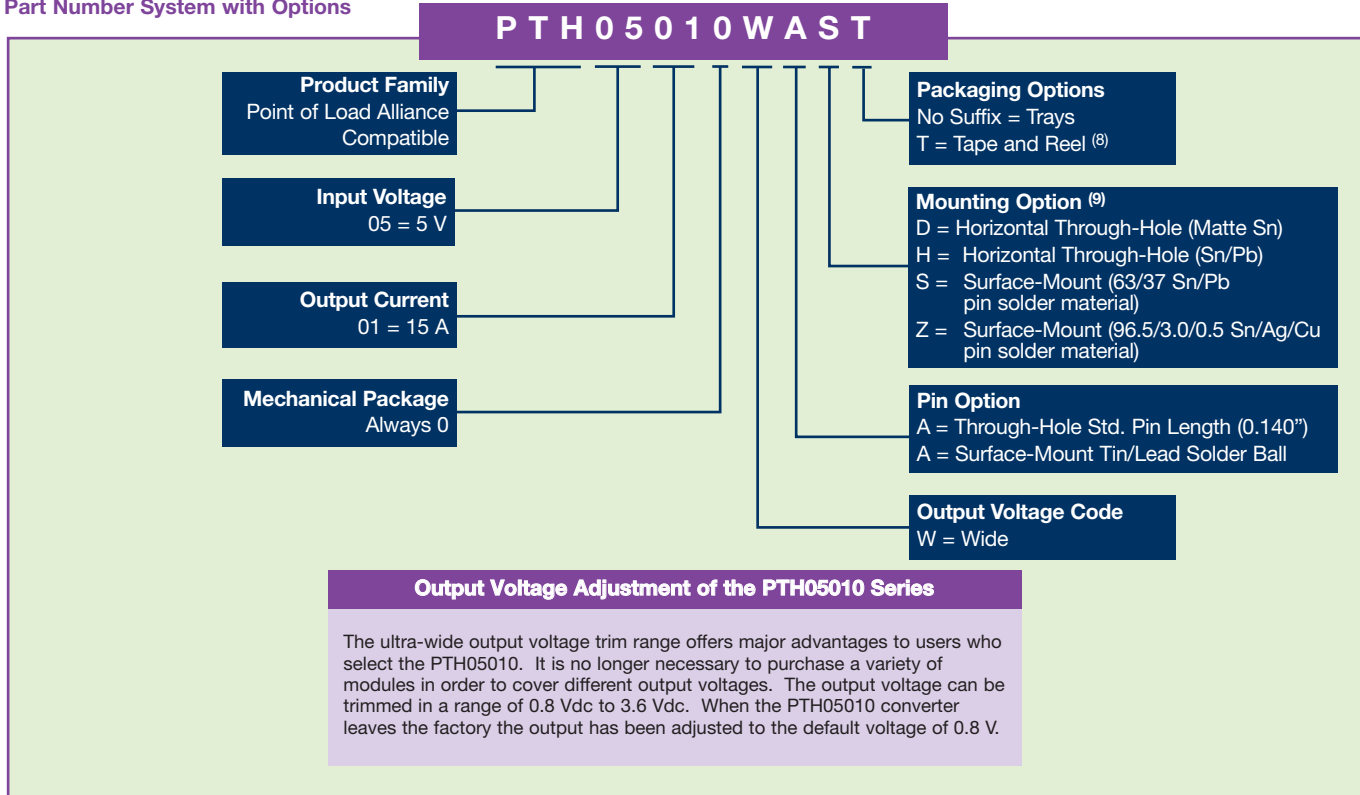 Part Number System with Options
PTH05010WAST
Product Family
Point of Load Alliance
Compatible
Input Voltage
05 = 5 V
Output Current
01 = 15 A
Mechanical Package
Always 0
Packaging Options
No Suffix = Trays
T = Tape and Reel (8)
Mounting Option (9)
D = Horizontal Through-Hole (Matte Sn)
H = Horizontal Through-Hole (Sn/Pb)
S = Surface-Mount (63/37 Sn/Pb
pin solder material)
Z = Surface-Mount (96.5/3.0/0.5 Sn/Ag/Cu
pin solder material)
Pin Option
A = Through-Hole Std. Pin Length (0.140”)
A = Surface-Mount Tin/Lead Solder Ball
Output Voltage Code
W = Wide
Output Voltage Adjustment of the PTH05010 Series
The ultra-wide output voltage trim range offers major advantages to users who
select the PTH05010. It is no longer necessary to purchase a variety of
modules in order to cover different output voltages. The output voltage can be
trimmed in a range of 0.8 Vdc to 3.6 Vdc. When the PTH05010 converter
leaves the factory the output has been adjusted to the default voltage of 0.8 V.